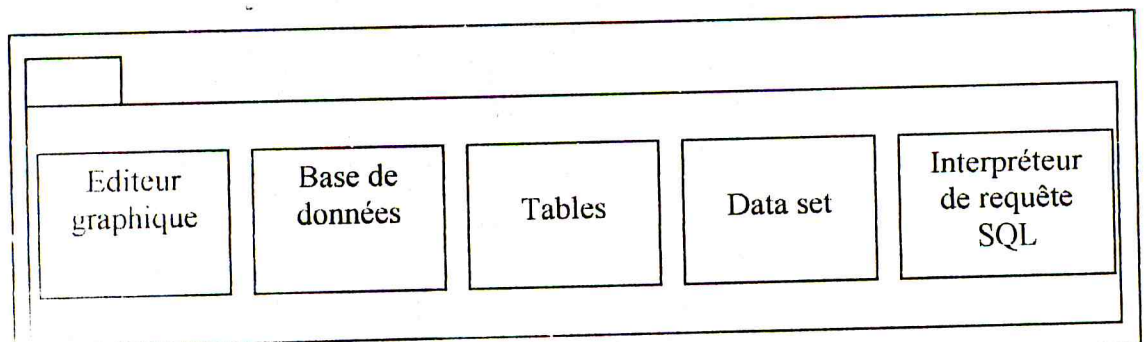 Editeur
graphique
Base de
données
Tables
Data set
Interpréteur
de requête
SQL